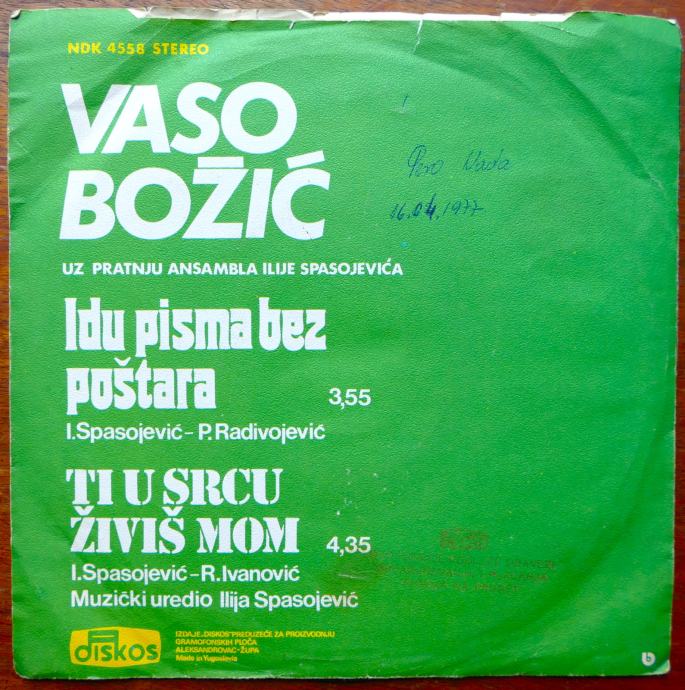 NDK 4558 STEREO
VASO
BOŽIĆ
UZ PRATNJU ANSAMBLA ILIJE SPASOJEVIĆA
Idu pisma bez
poštara 3,55
I.Spasojević-P.Radivojević
TI U SRCU
ŽIVIŠ MOM 4,35
I.Spasojević-R.Ivanović
Muzički uredio Ilija Spasojević
diskos
IZDAJE „DISKOS" PREDUZEĆE ZA PROIZVODNJU
GRAMOFONSKIH PLOČA
ALEKSANDROVAC-ŽUPA
Made in Yugoslavia
b